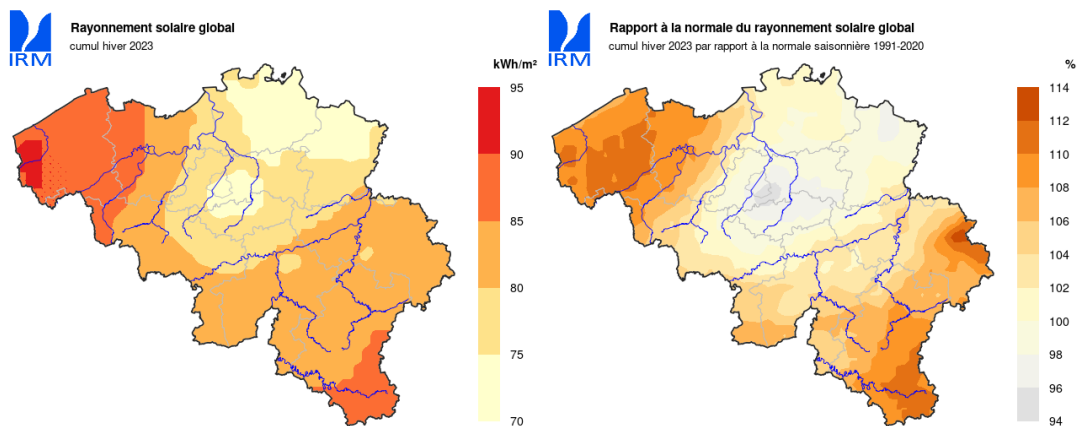 IRM
Rayonnement solaire global
cumul hiver 2023
kWh/m²
95
90
85
80
75
70
IRM
Rapport à la normale du rayonnement solaire global
cumul hiver 2023 par rapport à la normale saisonnière 1991-2020
%
114
112
110
108
106
104
102
100
98
96
94